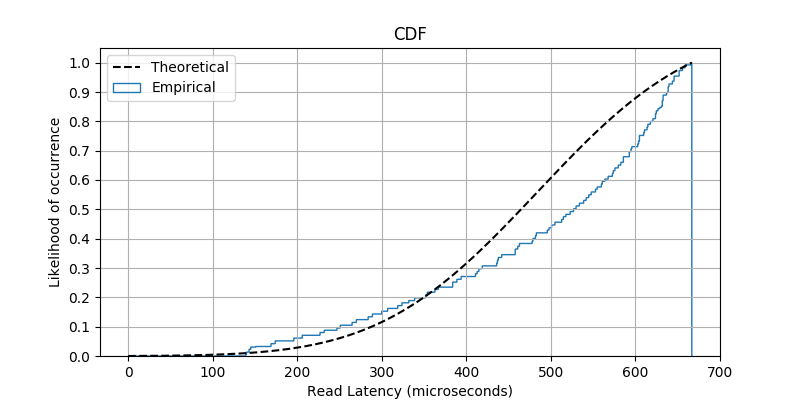 CDF
Theoretical
Empirical
Likelihood of occurrence
1.0
0.9
0.8
0.7
0.6
0.5
0.4
0.3
0.2
0.1
0.0
0 100 200 300 400 500 600 700
Read Latency (microseconds)